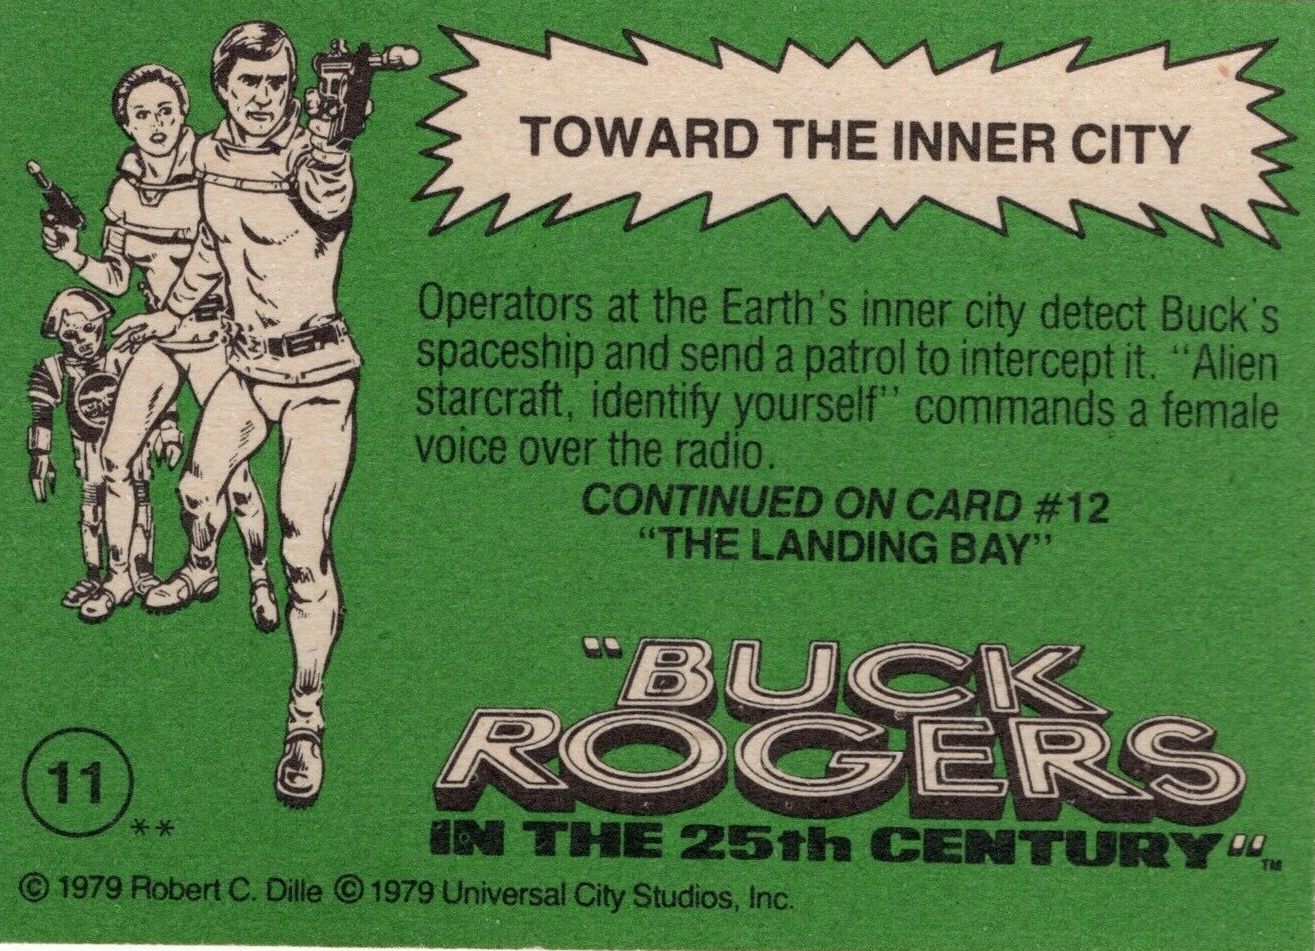 TOWARD THE INNER CITY
Operators at the Earth's inner city detect Buck's
spaceship and send a patrol to intercept it. "Alien
starcraft, identify yourself" commands a female
voice over the radio.
CONTINUED ON CARD #12
"THE LANDING BAY"
"BUCK
ROGERS
IN THE 25th CENTURY"™
11
**
© 1979 Robert C. Dille © 1979 Universal City Studios, Inc.